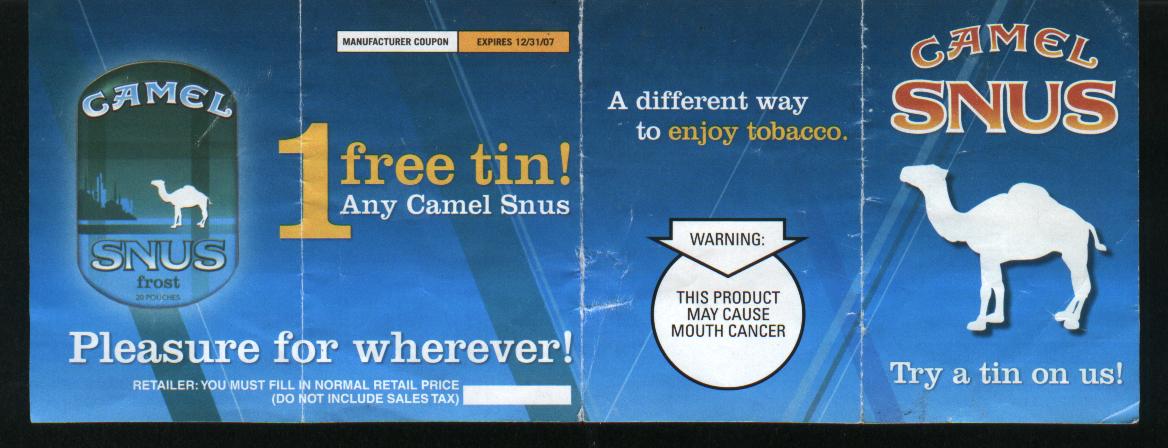 CAMEL
SNUS
frost
20 POUCHES
MANUFACTURER COUPON
EXPIRES 12/31/07
1 free tin!
Any Camel Snus
Pleasure for wherever!
RETAILER: YOU MUST FILL IN NORMAL RETAIL PRICE
(DO NOT INCLUDE SALES TAX)
A different way
to enjoy tobacco.
WARNING:
THIS PRODUCT
MAY CAUSE
MOUTH CANCER
CAMEL
SNUS
Try a tin on us!